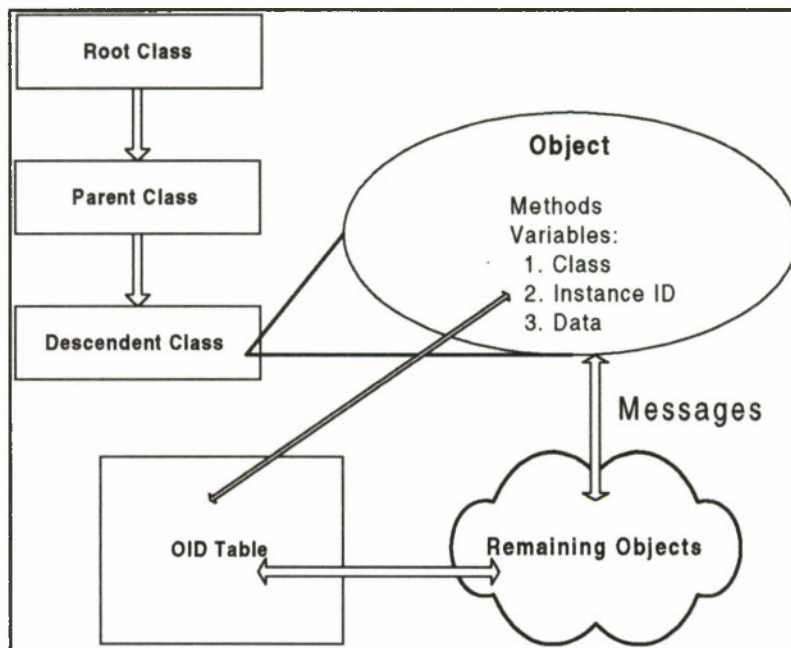 Root Class
Parent Class
Descendent Class
Object
Methods
Variables:
1. Class
2. Instance ID
3. Data
Messages
OID Table
Remaining Objects